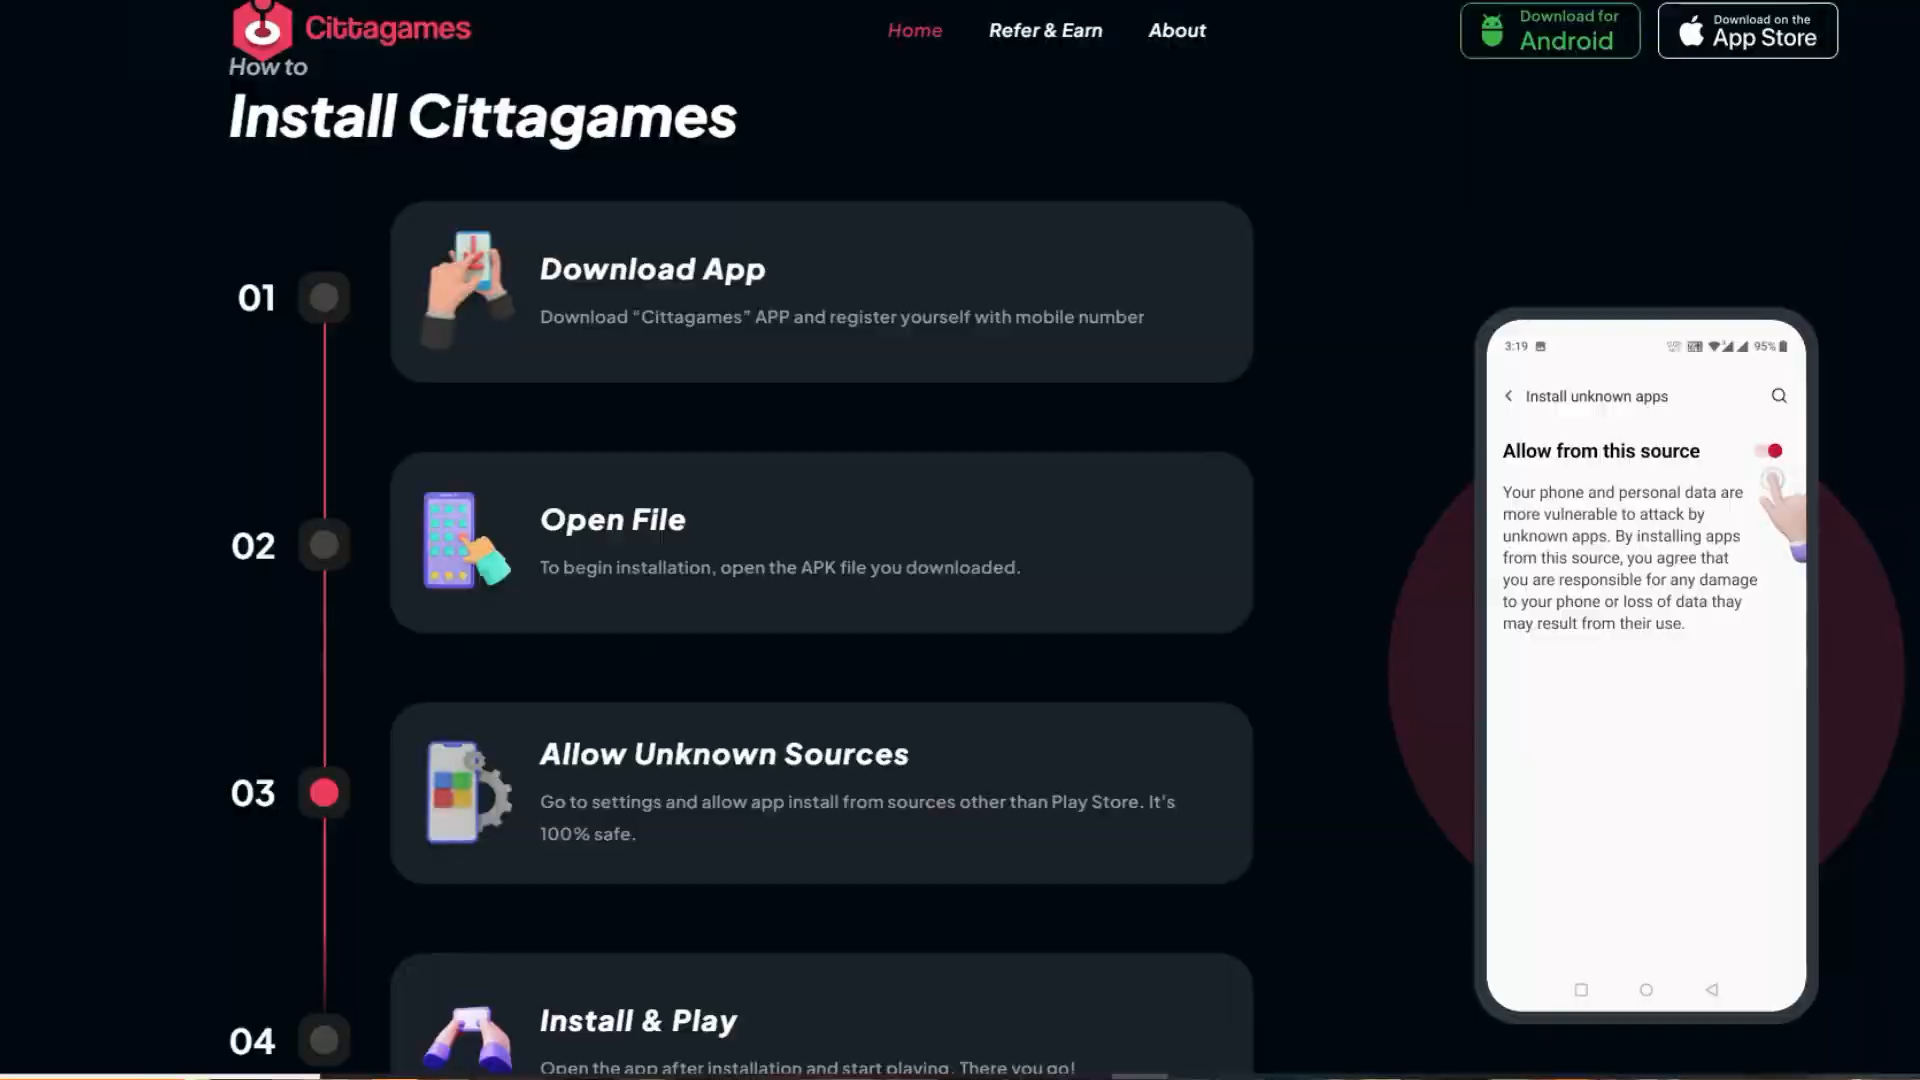 Cittagames
Home
Refer & Earn
About
Download for
Android
Download on the
App Store
How to
Install Cittagames
01
Download App
Download “Cittagames” APP and register yourself with mobile number
02
Open File
To begin installation, open the APK file you downloaded.
03
Allow Unknown Sources
Go to settings and allow app install from sources other than Play Store. It's
100% safe.
04
Install & Play
Open the app after installation and start playing. There you go!
3:19
95%
Install unknown apps
Allow from this source
Your phone and personal data are
more vulnerable to attack by
unknown apps. By installing apps
from this source, you agree that
you are responsible for any damage
to your phone or loss of data thay
may result from their use.